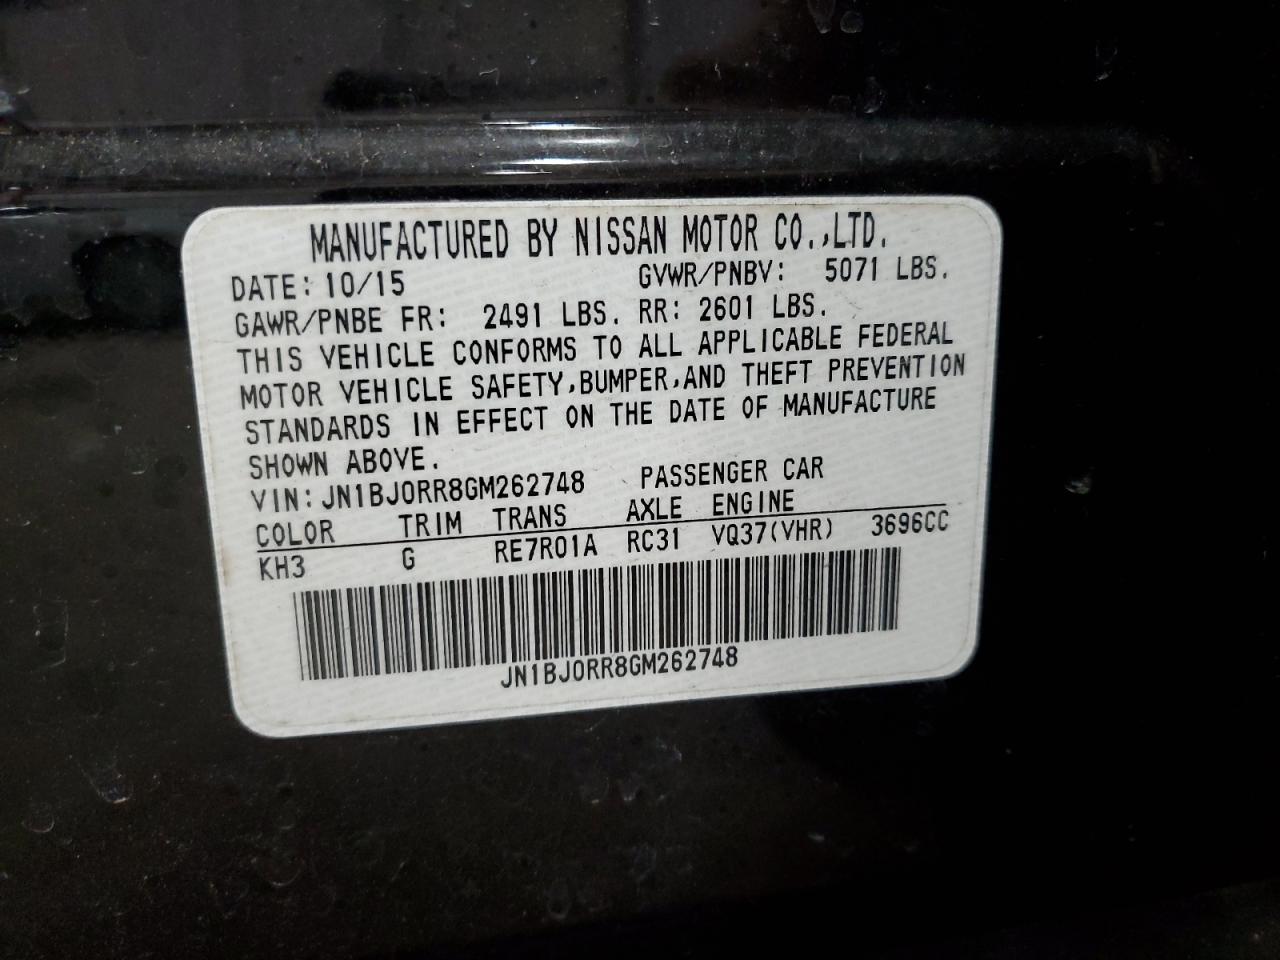 MANUFACTURED BY NISSAN MOTOR CO.,LTD.
DATE: 10/15 GVWR/PNBV: 5071 LBS.
GAWR/PNBE FR: 2491 LBS. RR: 2601 LBS.
THIS VEHICLE CONFORMS TO ALL APPLICABLE FEDERAL
MOTOR VEHICLE SAFETY,BUMPER,AND THEFT PREVENTION
STANDARDS IN EFFECT ON THE DATE OF MANUFACTURE
SHOWN ABOVE.
VIN: JN1BJ0RR8GM262748 PASSENGER CAR
COLOR TRIM TRANS AXLE ENGINE
KH3 G RE7R01A RC31 VQ37(VHR) 3696CC
JN1BJ0RR8GM262748